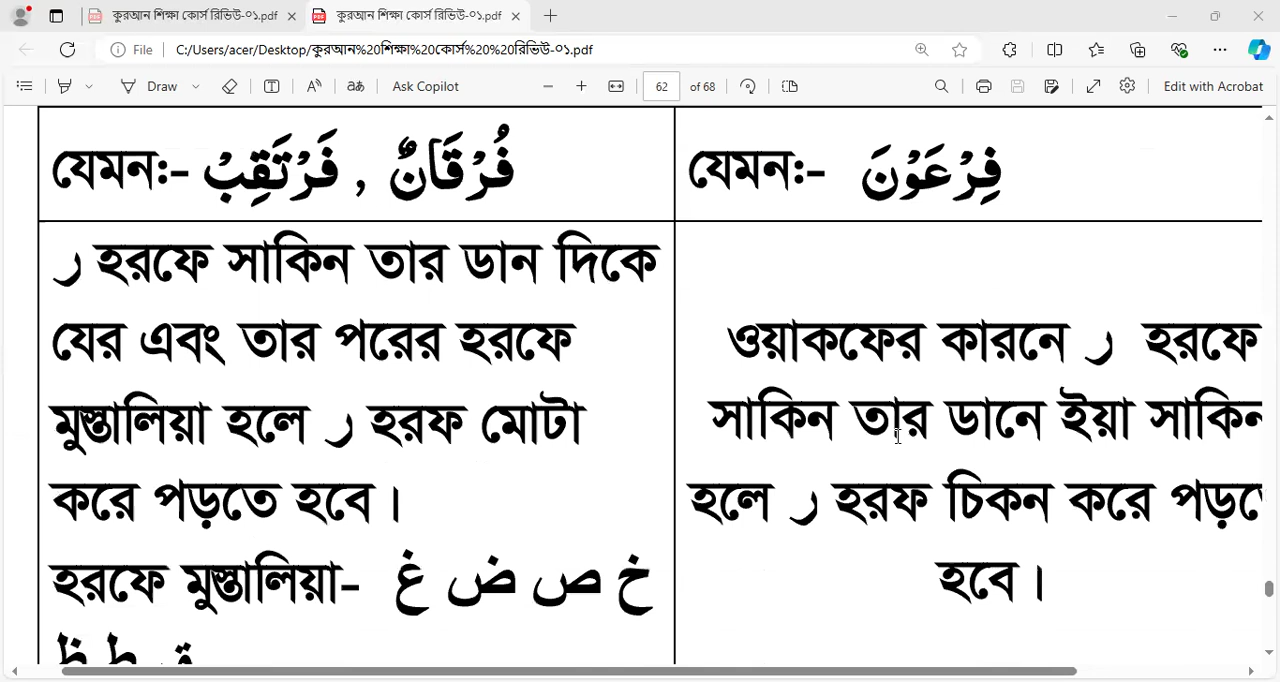 কুরআন শিক্ষা কোর্স রিভিউ-০১.pdf
কুরআন শিক্ষা কোর্স রিভিউ-০১.pdf
File C:/Users/acer/Desktop/কুরআন%20শিক্ষা%20কোর্স%20%20রিভিউ-০১.pdf
Draw Ask Copilot 62 of 68 Edit with Acrobat
যেমনঃ- فُرْقَانٌ , فَرْتَقِبْ
যেমনঃ- فِرْعَوْنَ
ر হরফে সাকিন তার ডান দিকে
যের এবং তার পরের হরফে
মুস্তালিয়া হলে ر হরফ মোটা
করে পড়তে হবে।
হরফে মুস্তালিয়া- خ ص ض غ
ق ط ظ
ওয়াকফের কারনে ر হরফে
সাকিন তার ডানে ইয়া সাকিন
হলে ر হরফ চিকন করে পড়তে
হবে।